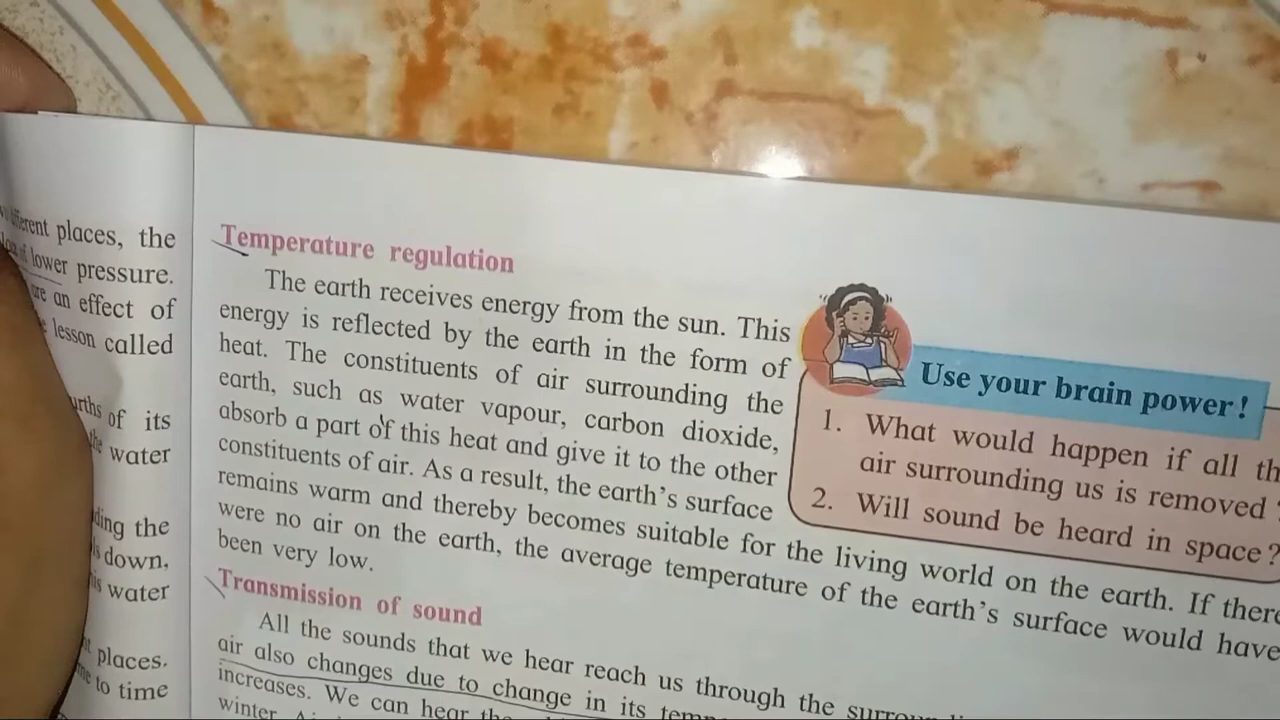 different places, the
lower pressure.
are an effect of
lesson called
of its
the water
ding the
down,
his water
places.
me to time
Temperature regulation
The earth receives energy from the sun. This
energy is reflected by the earth in the form of
heat. The constituents of air surrounding the
earth, such as water vapour, carbon dioxide,
absorb a part of this heat and give it to the other
constituents of air. As a result, the earth's surface
remains warm and thereby becomes suitable for the living world on the earth. If there
were no air on the earth, the average temperature of the earth's surface would have
been very low.
Use your brain power!
1. What would happen if all th
air surrounding us is removed
2. Will sound be heard in space?
Transmission of sound
All the sounds that we hear reach us through the
air also changes due to change in its
increases. We can hear
winter.